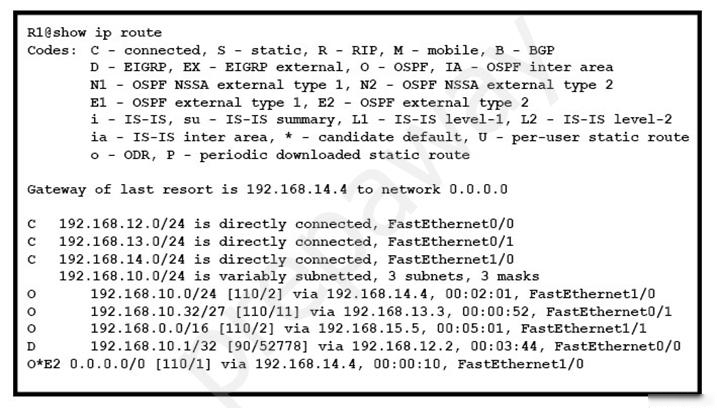 R1@show ip route
Codes: C - connected, S - static, R - RIP, M - mobile, B - BGP
D - EIGRP, EX - EIGRP external, O - OSPF, IA - OSPF inter area
N1 - OSPF NSSA external type 1, N2 - OSPF NSSA external type 2
E1 - OSPF external type 1, E2 - OSPF external type 2
i - IS-IS, su - IS-IS summary, L1 - IS-IS level-1, L2 - IS-IS level-2
ia - IS-IS inter area, * - candidate default, U - per-user static route
o - ODR, P - periodic downloaded static route
Gateway of last resort is 192.168.14.4 to network 0.0.0.0
C 192.168.12.0/24 is directly connected, FastEthernet0/0
C 192.168.13.0/24 is directly connected, FastEthernet0/1
C 192.168.14.0/24 is directly connected, FastEthernet1/0
192.168.10.0/24 is variably subnetted, 3 subnets, 3 masks
O 192.168.10.0/24 [110/2] via 192.168.14.4, 00:02:01, FastEthernet1/0
O 192.168.10.32/27 [110/11] via 192.168.13.3, 00:00:52, FastEthernet0/1
O 192.168.0.0/16 [110/2] via 192.168.15.5, 00:05:01, FastEthernet1/1
D 192.168.10.1/32 [90/52778] via 192.168.12.2, 00:03:44, FastEthernet0/0
O*E2 0.0.0.0/0 [110/1] via 192.168.14.4, 00:00:10, FastEthernet1/0
prepaway